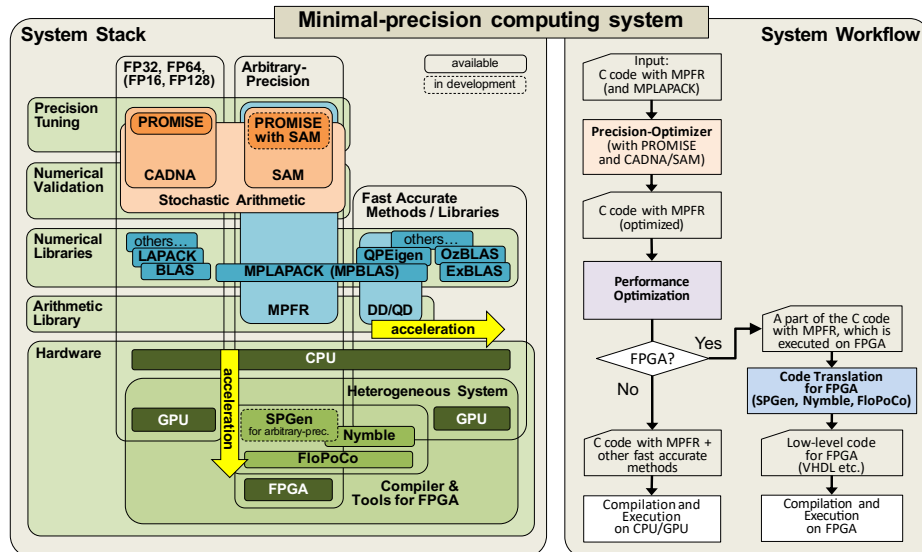 Minimal-precision computing system
System Stack
FP32, FP64,
(FP16, FP128)
Arbitrary-
Precision
available
in development
Precision
Tuning
PROMISE
PROMISE
with SAM
CADNA
SAM
Numerical
Validation
Stochastic Arithmetic
Fast Accurate
Methods / Libraries
Numerical
Libraries
others…
LAPACK
BLAS
MPLAPACK (MPBLAS)
others…
QPEigen
OzBLAS
ExBLAS
Arithmetic
Library
MPFR
DD/QD
acceleration
Hardware
CPU
acceleration
Heterogeneous System
GPU
SPGen
for arbitrary-prec.
Nymble
GPU
FloPoCo
FPGA
Compiler &
Tools for FPGA
System Workflow
Input:
C code with MPFR
(and MPLAPACK)
Precision-Optimizer
(with PROMISE
and CADNA/SAM)
C code with MPFR
(optimized)
Performance
Optimization
FPGA?
Yes
No
A part of the C code
with MPFR, which is
executed on FPGA
Code Translation
for FPGA
(SPGen, Nymble, FloPoCo)
C code with MPFR +
other fast accurate
methods
Low-level code
for FPGA
(VHDL etc.)
Compilation and
Execution
on CPU/GPU
Compilation and
Execution
on FPGA